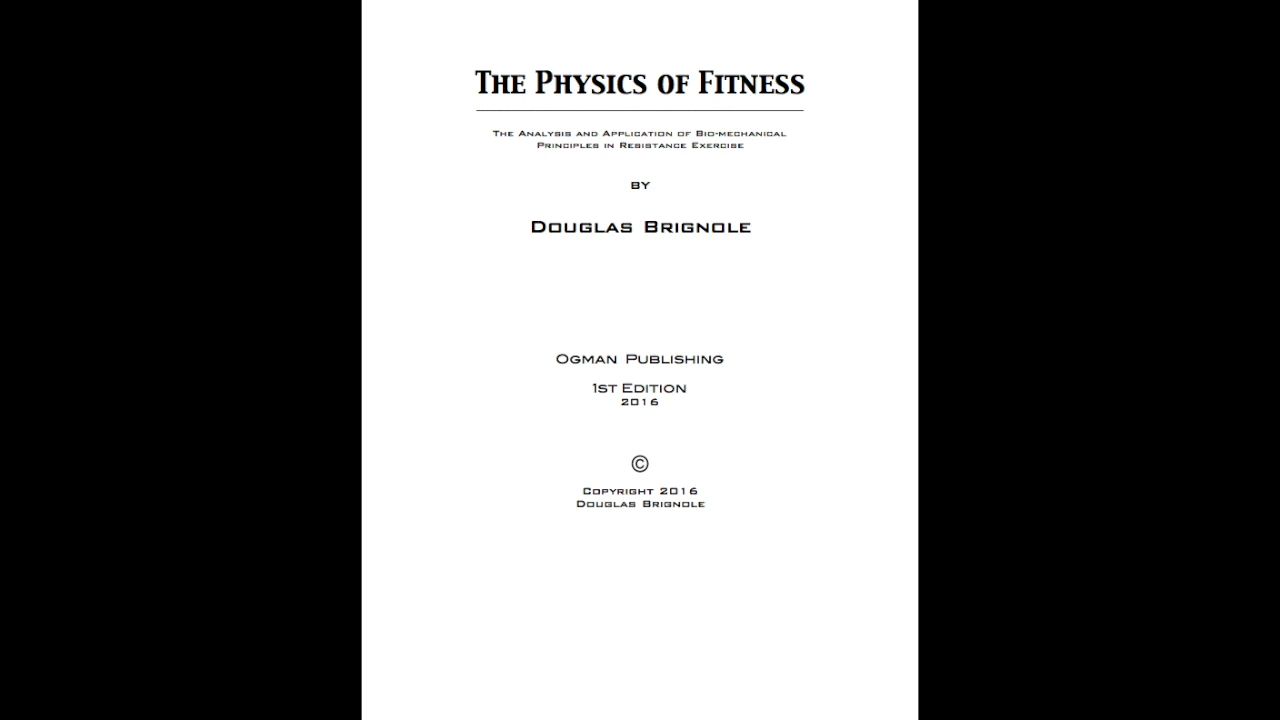 The Physics of Fitness
The Analysis and Application of Bio-mechanical
Principles in Resistance Exercise
by
Douglas Brignole
Ogman Publishing
1st Edition
2016
©
Copyright 2016
Douglas Brignole